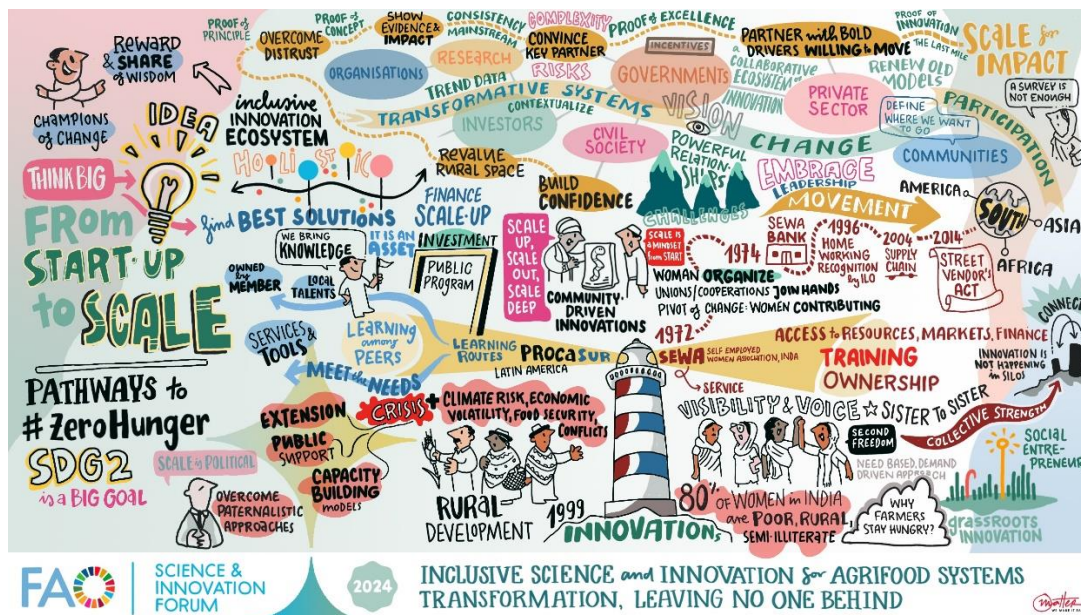 REWARD
& SHARE
of WISDOM
CHAMPIONS
of CHANGE
THINK BIG
IDEA
FROM
START-UP
to SCALE
PATHWAYS to
#ZeroHunger
SDG2
is a BIG GOAL
PROOF of
PRINCIPLE
OVERCOME
DISTRUST
PROOF of
CONCEPT
SHOW
EVIDENCE &
IMPACT
CONSISTENCY
MAINSTREAM
COMPLEXITY
CONVINCE
KEY PARTNER
RISKS
PROOF of EXCELLENCE
INCENTIVES
GOVERNMENTS
PARTNER with BOLD
DRIVERS WILLING to MOVE
a
COLLABORATIVE
ECOSYSTEM of
INNOVATION
PROOF of
INNOVATION
THE LAST MILE
RENEW OLD
MODELS
SCALE for
IMPACT
A SURVEY IS
NOT ENOUGH
PARTICIPATION
ORGANISATIONS
RESEARCH
TREND DATA
TRANSFORMATIVE SYSTEMS
CONTEXTUALIZE
INVESTORS
VISION
CHANGE
PRIVATE
SECTOR
DEFINE
WHERE WE WANT
TO GO
COMMUNITIES
CIVIL
SOCIETY
POWERFUL
RELATION-
SHIPS
CHALLENGES
EMBRACE
LEADERSHIP
MOVEMENT
inclusive
INNOVATION
ECOSYSTEM
HOLISTIC
REVALUE
RURAL SPACE
find BEST SOLUTIONS
FINANCE
SCALE-UP
BUILD
CONFIDENCE
IT IS AN
ASSET
WE BRING
KNOWLEDGE
OWNED
by
MEMBER
LOCAL
TALENTS
INVESTMENT
PUBLIC
PROGRAM
SCALE
UP,
SCALE
OUT,
SCALE
DEEP
COMMUNITY-
DRIVEN
INNOVATIONS
SCALE IS
A MINDSET
from START
1974
SEWA
BANK
1996
HOME
WORKING
RECOGNITION
by ILO
2004
SUPPLY
CHAIN
2014
STREET
VENDOR'S
ACT
AMERICA
SOUTH
ASIA
AFRICA
WOMAN ORGANIZE
UNIONS/COOPERATIONS JOIN HANDS
PIVOT of CHANGE: WOMEN CONTRIBUTING
SERVICES &
TOOLS
LEARNING
among
PEERS
MEET the NEEDS
LEARNING
ROUTES
PROCASUR
LATIN AMERICA
1972
SEWA
SELF EMPLOYED
WOMEN ASOCIATION, INDIA
SERVICE
ACCESS to RESOURCES, MARKETS, FINANCE
TRAINING
OWNERSHIP
CONNECT
INNOVATION IS
NOT HAPPENING
in SILOS
EXTENSION
PUBLIC
SUPPORT
CRISIS
+ CLIMATE RISK, ECONOMIC
VOLATILITY, FOOD SECURITY,
CONFLICTS
CAPACITY
BUILDING
models
SCALE is POLITICAL
OVERCOME
PATERNALISTIC
APPROACHES
RURAL
DEVELOPMENT
1999
INNOVATIONS
VISIBILITY & VOICE ☆ SISTER to SISTER
SECOND
FREEDOM
COLLECTIVE STRENGTH
NEED BASED, DEMAND
DRIVEN APPROACH
80% OF WOMEN in INDIA
are POOR, RURAL,
SEMI-ILLITERATE
WHY
FARMERS
STAY HUNGRY?
SOCIAL
ENTRE-
PRENEUR
grassroots
INNOVATION
FAO
SCIENCE &
INNOVATION
FORUM
2024
INCLUSIVE SCIENCE and INNOVATION for AGRIFOOD SYSTEMS
TRANSFORMATION, LEAVING NO ONE BEHIND